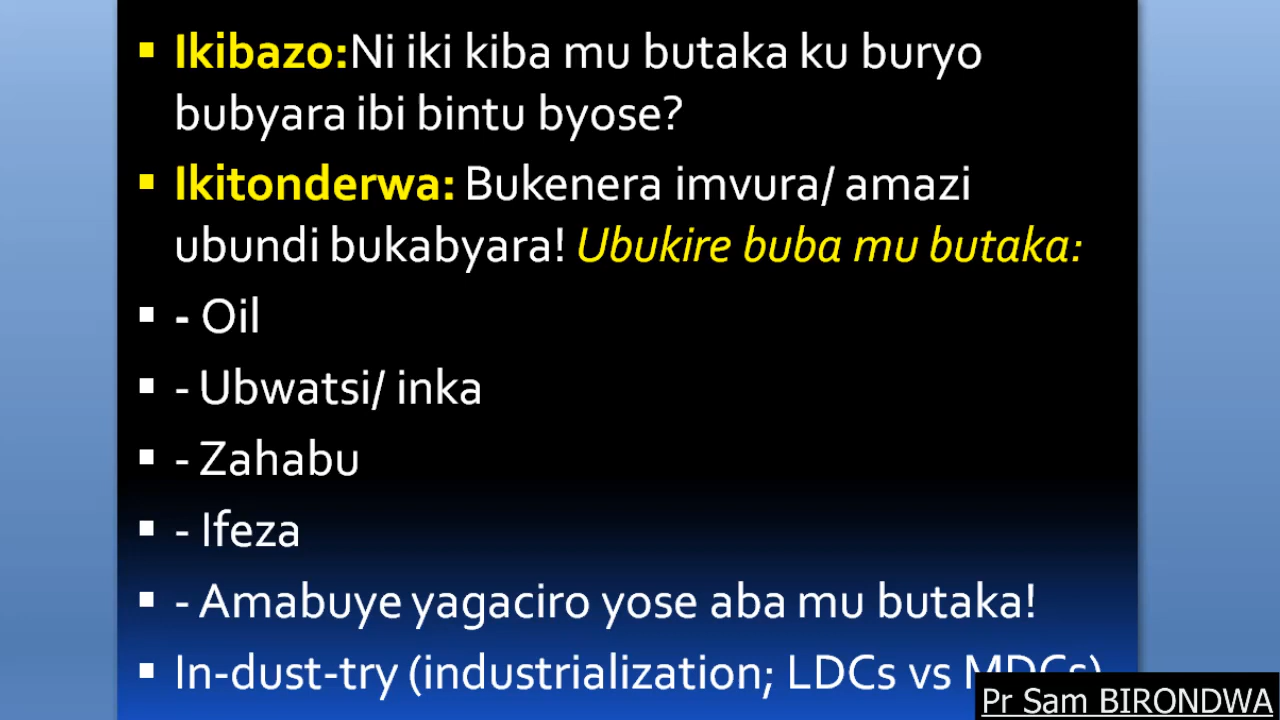 ▪ Ikibazo:Ni iki kiba mu butaka ku buryo
bubyara ibi bintu byose?
▪ Ikitonderwa: Bukenera imvura/ amazi
ubundi bukabyara! Ubukire buba mu butaka:
▪ - Oil
▪ - Ubwatsi/ inka
▪ - Zahabu
▪ - Ifeza
▪ - Amabuye yagaciro yose aba mu butaka!
▪ In-dust-try (industrialization; LDCs vs MDCs)
Pr Sam BIRONDWA